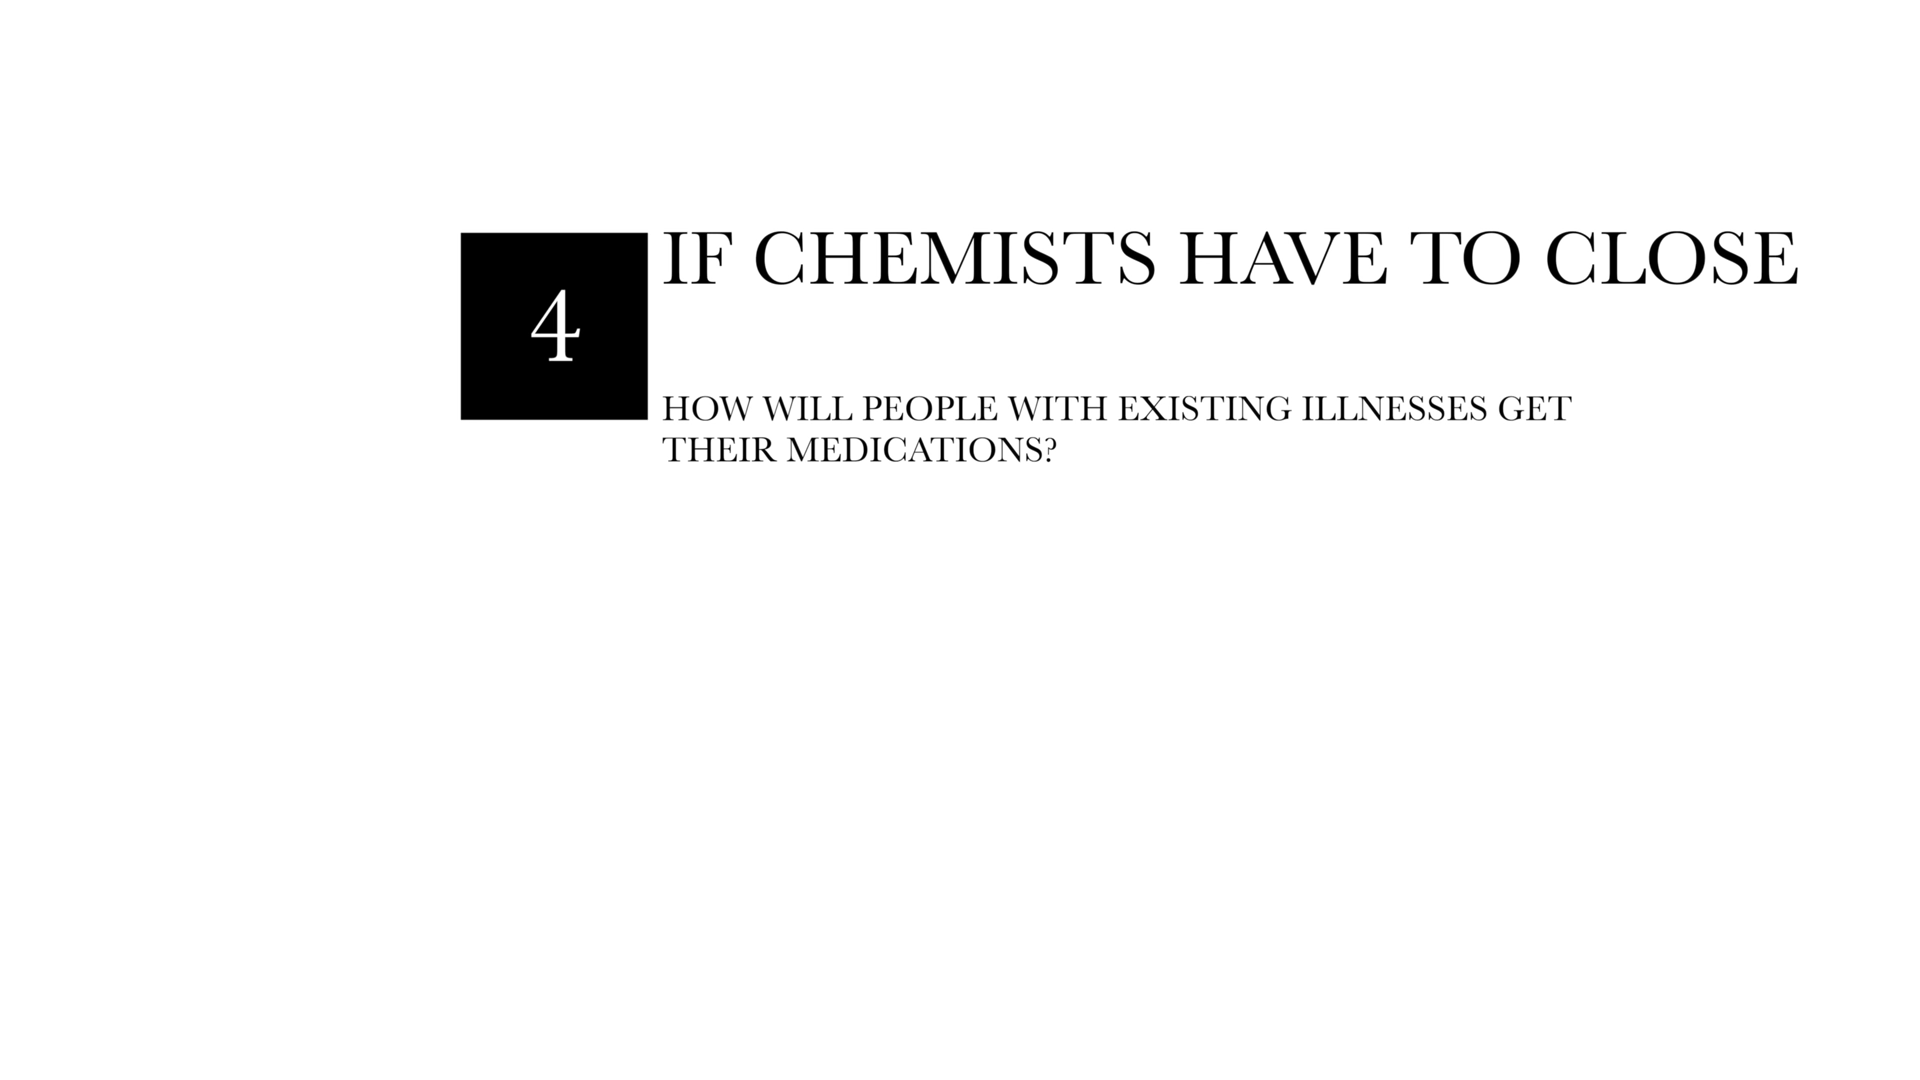 4
IF CHEMISTS HAVE TO CLOSE
HOW WILL PEOPLE WITH EXISTING ILLNESSES GET
THEIR MEDICATIONS?